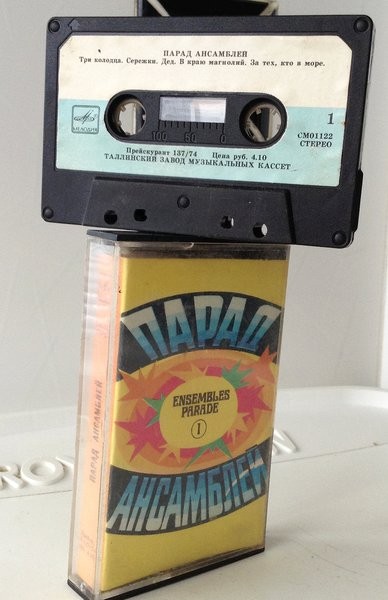 ПАРАД АНСАМБЛЕЙ
Три колодца. Сережки. Дед. В краю магнолий. За тех, кто в море.
МЕЛОДИЯ
1
100 50 0
СМ01122
СТЕРЕО
Прейскурант 137/74 Цена руб. 4.10
ТАЛЛИНСКИЙ ЗАВОД МУЗЫКАЛЬНЫХ КАССЕТ
ПАРАД
ENSEMBLES
PARADE
1
АНСАМБЛЕЙ
ПАРАД АНСАМБЛЕЙ